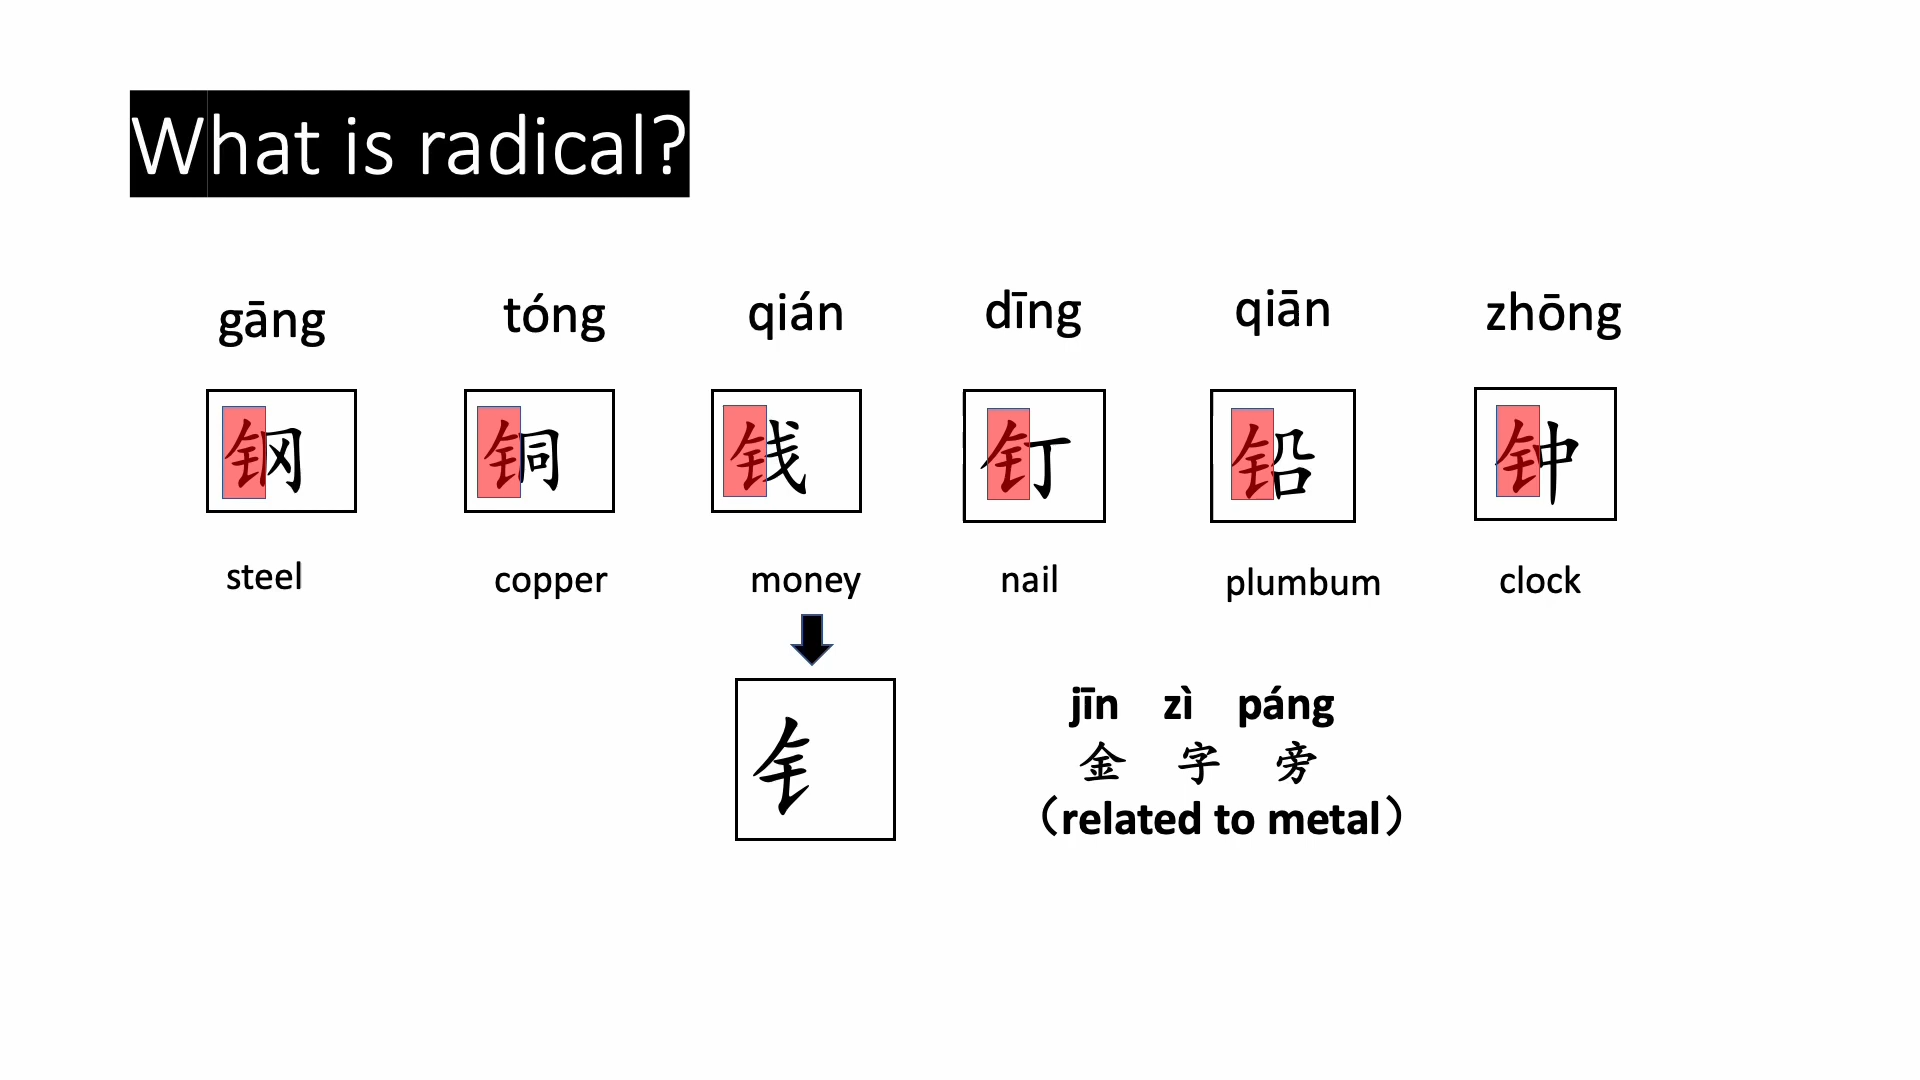 What is radical?
gāng tóng qián dīng qiān zhōng
钢 铜 钱 钉 铅 钟
steel copper money nail plumbum clock
钅
jīn zì páng
金 字 旁
（related to metal）